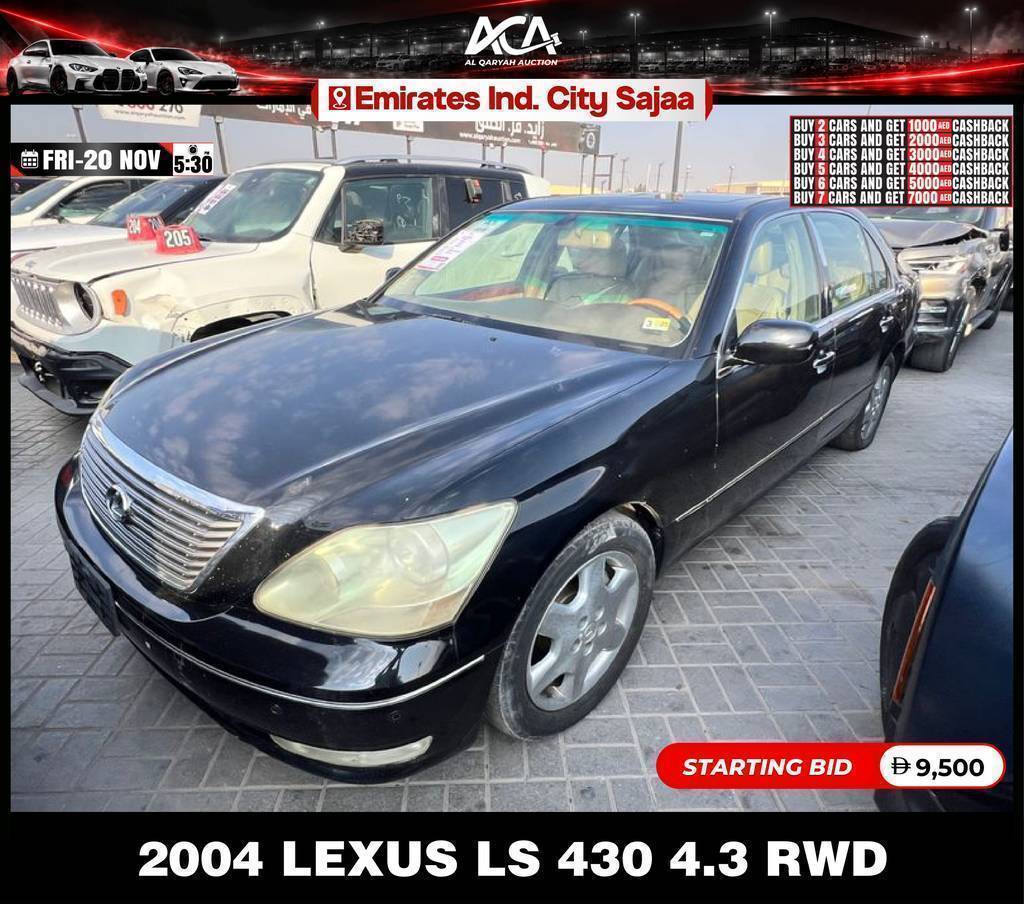 ACA
AL QARYAH AUCTION
Emirates Ind. City Sajaa
FRI-20 NOV 5:30
BUY 2 CARS AND GET 1000 AED CASHBACK
BUY 3 CARS AND GET 2000 AED CASHBACK
BUY 4 CARS AND GET 3000 AED CASHBACK
BUY 5 CARS AND GET 4000 AED CASHBACK
BUY 6 CARS AND GET 5000 AED CASHBACK
BUY 7 CARS AND GET 7000 AED CASHBACK
204
205
STARTING BID 9,500
2004 LEXUS LS 430 4.3 RWD